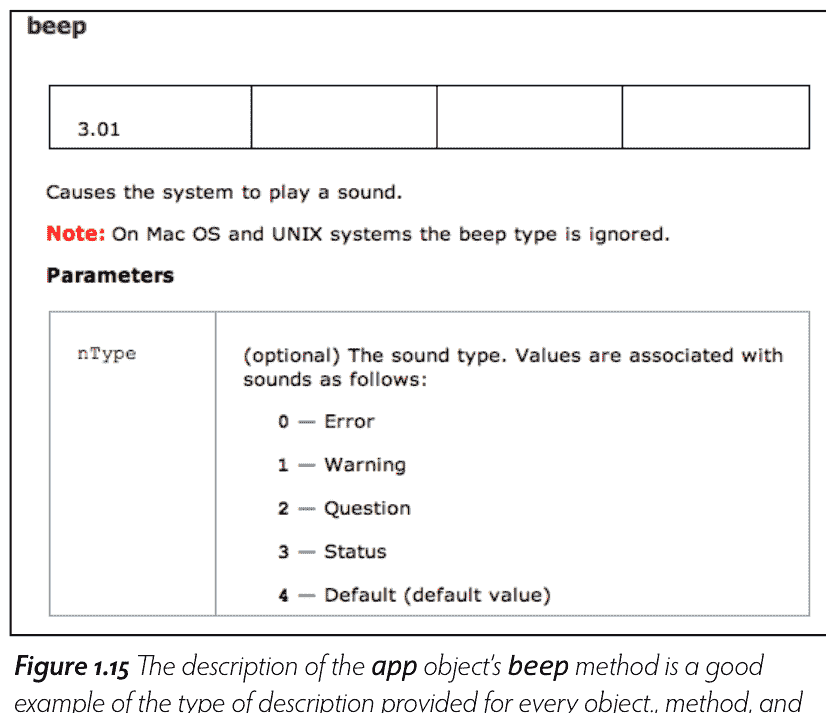 beep
3.01
Causes the system to play a sound.
Note: On Mac OS and UNIX systems the beep type is ignored.
Parameters
nType
(optional) The sound type. Values are associated with
sounds as follows:
0 — Error
1 — Warning
2 — Question
3 — Status
4 — Default (default value)
Figure 1.15 The description of the app object's beep method is a good
example of the type of description provided for every object., method, and